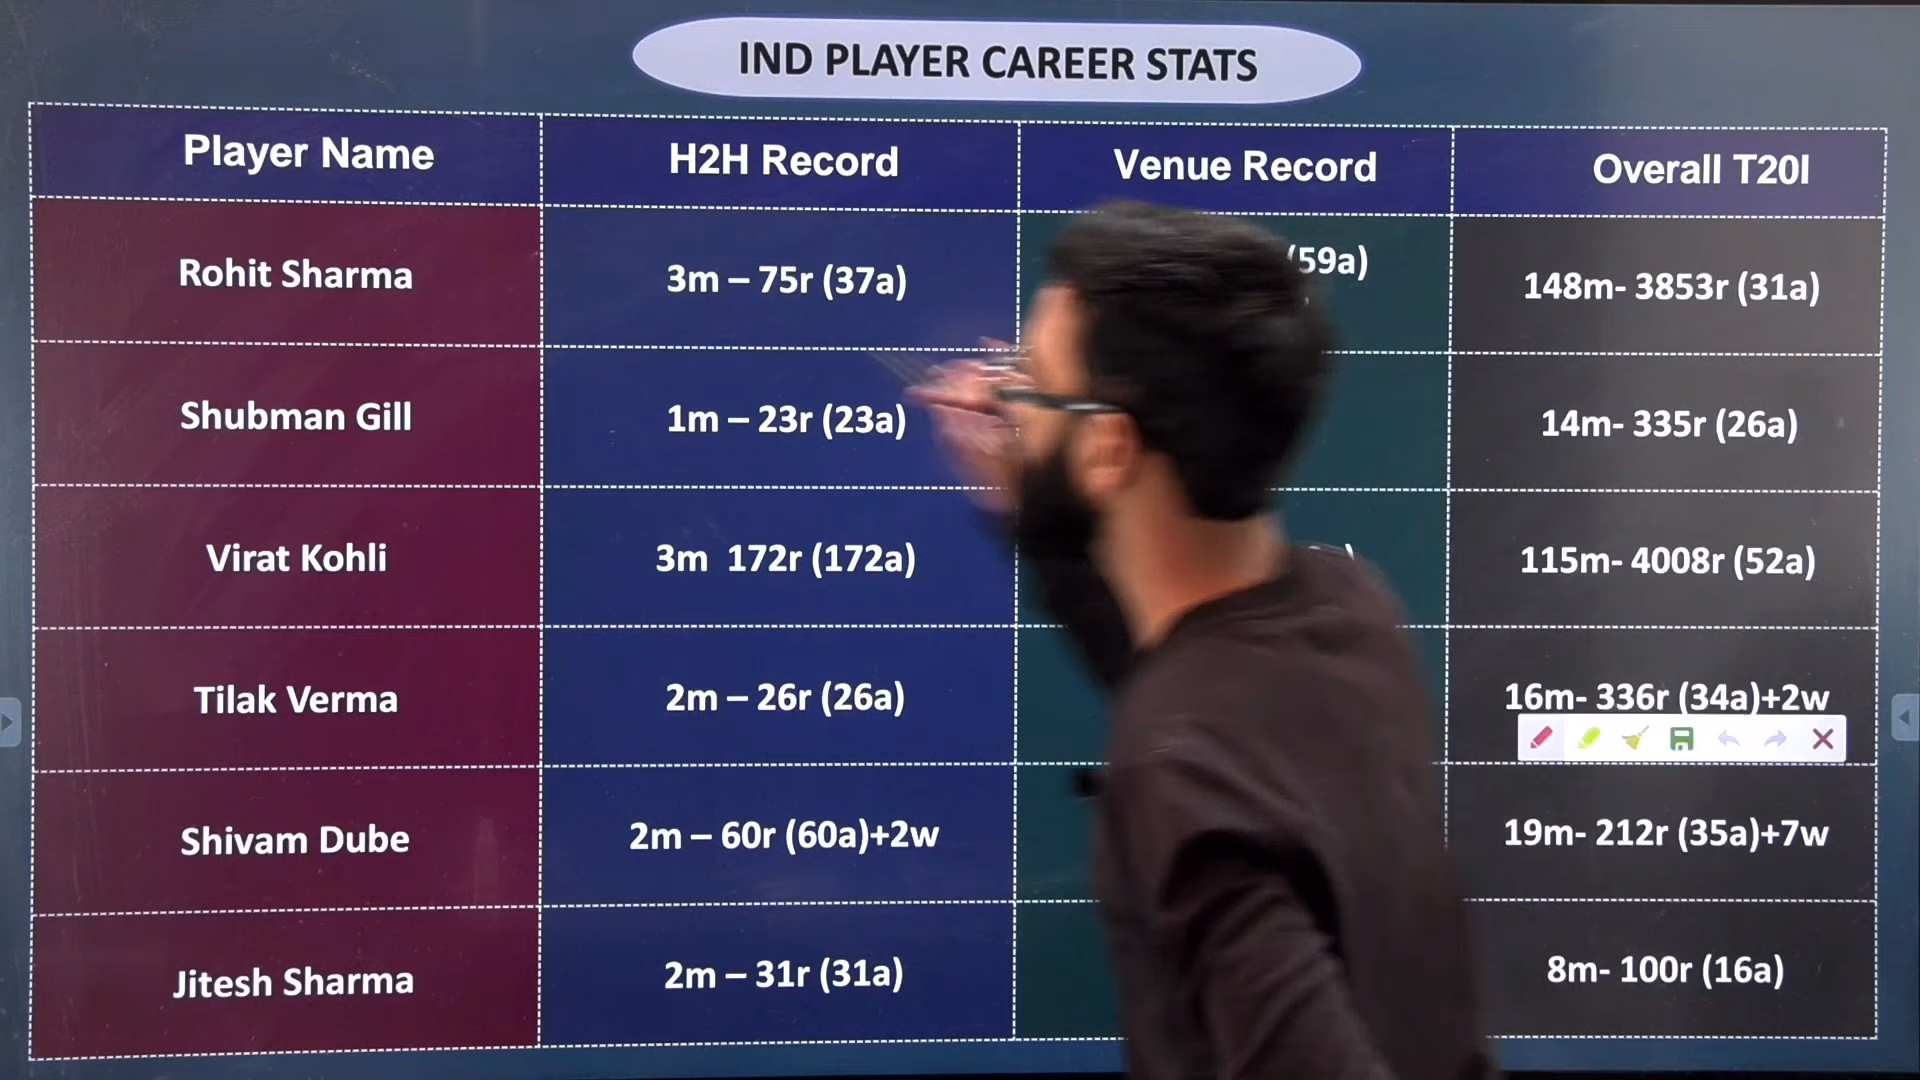 IND PLAYER CAREER STATS
Player Name H2H Record Venue Record Overall T20I
Rohit Sharma 3m – 75r (37a) (59a) 148m- 3853r (31a)
Shubman Gill 1m – 23r (23a) 14m- 335r (26a)
Virat Kohli 3m 172r (172a) 115m- 4008r (52a)
Tilak Verma 2m – 26r (26a) 16m- 336r (34a)+2w
Shivam Dube 2m – 60r (60a)+2w 19m- 212r (35a)+7w
Jitesh Sharma 2m – 31r (31a) 8m- 100r (16a)